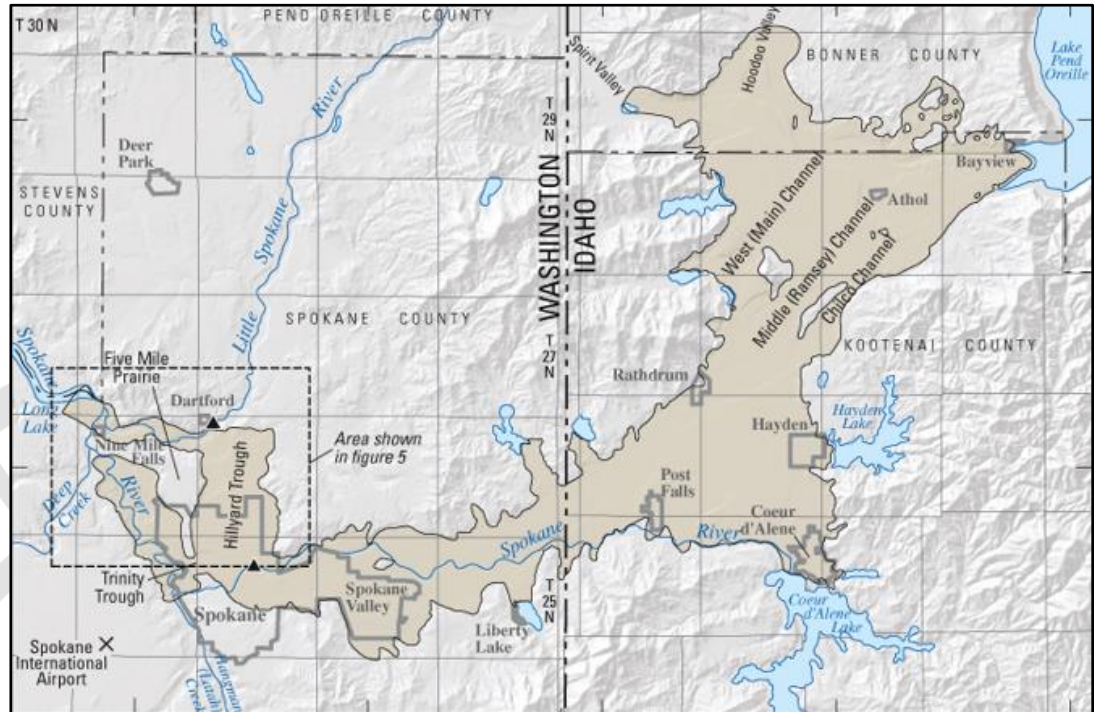 T 30 N
PEND OREILLE COUNTY
Spirit Valley
Hoodoo Valley
BONNER COUNTY
Lake
Pend
Oreille
T
29
N
Deer
Park
Little Spokane River
Bayview
STEVENS
COUNTY
WASHINGTON
IDAHO
West (Main) Channel
Athol
Middle (Ramsey) Channel
Chilco Channel
SPOKANE COUNTY
T
27
N
KOOTENAI COUNTY
Five Mile
Prairie
Rathdrum
Spokane
Long
Lake
Dartford
Nine Mile
Falls
Area shown
in figure 5
Hayden
Hayden
Lake
Deep
Creek
River
Hillyard Trough
Post
Falls
Coeur
d'Alene
Spokane
River
Trinity
Trough
Spokane
Spokane
Valley
Liberty
Lake
T
25
N
Coeur
d'Alene
Lake
Spokane
International
Airport
Hangman
(Latah)
Creek